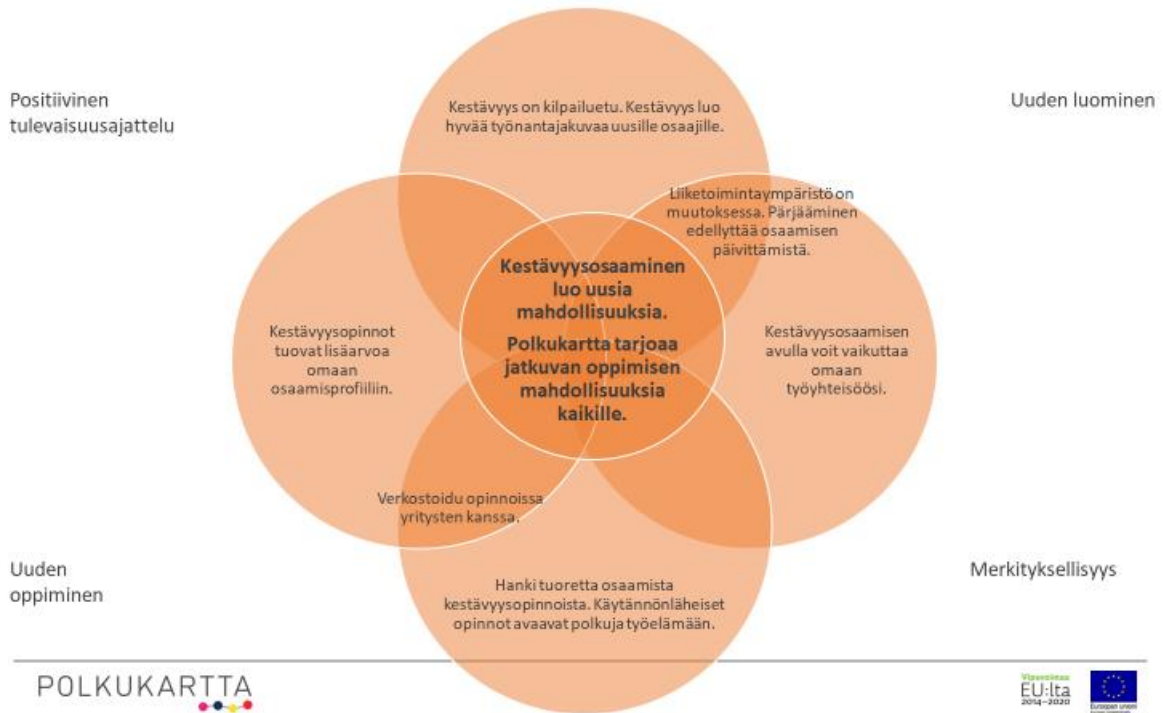 Positiivinen
tulevaisuusajattelu
Uuden luominen
Kestävyys on kilpailuetu. Kestävyys luo
hyvää työnantajakuvaa uusille osaajille.
Liiketoimintaympäristö on
muutoksessa. Pärjääminen
edellyttää osaamisen
päivittämistä.
Kestävyysosaaminen
luo uusia
mahdollisuuksia.
Polkukartta tarjoaa
jatkuvan oppimisen
mahdollisuuksia
kaikille.
Kestävyysopinnot
tuovat lisäarvoa
omaan
osaamisprofiiliin.
Kestävyysosaamisen
avulla voit vaikuttaa
omaan
työyhteisöösi.
Verkostoidu opinnoissa
yritysten kanssa.
Hanki tuoretta osaamista
kestävyysopinnoista. Käytännönläheiset
opinnot avaavat polkuja työelämään.
Uuden
oppiminen
Merkityksellisyys
POLKUKARTTA
Vipuvoimaa
EU:lta
2014–2020
Euroopan unioni